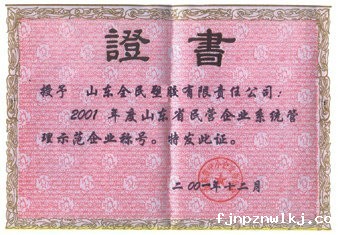 證書
授予 山东全民塑胶有限责任公司:
2001 年度山东省民营企业系统管
理示范企业称号。特发此证。
二〇〇一年十二月
fjnpznwlkj.co